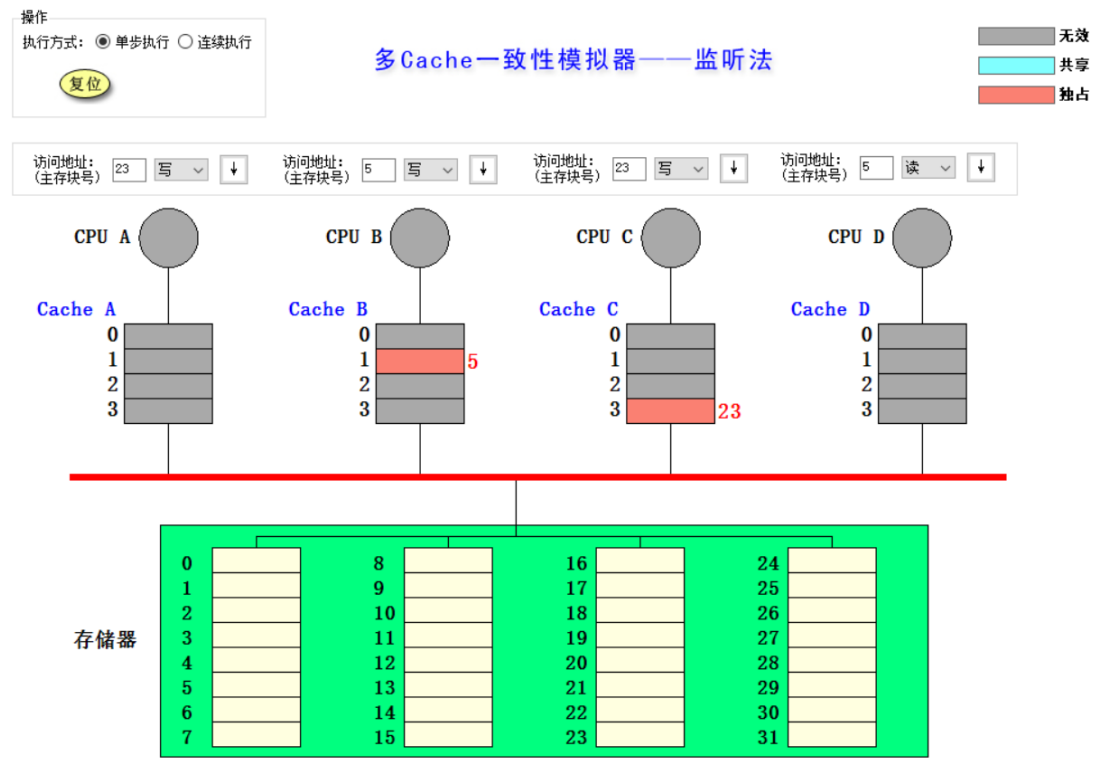 操作
执行方式： 单步执行 连续执行
复位
多Cache一致性模拟器——监听法
无效
共享
独占
访问地址：
（主存块号） 23 写 ↓
访问地址：
（主存块号） 5 写 ↓
访问地址：
（主存块号） 23 写 ↓
访问地址：
（主存块号） 5 读 ↓
CPU A CPU B CPU C CPU D
Cache A Cache B Cache C Cache D
0 0 0 0
1 1 5 1 1
2 2 2 2
3 3 3 23 3
存储器
0 8 16 24
1 9 17 25
2 10 18 26
3 11 19 27
4 12 20 28
5 13 21 29
6 14 22 30
7 15 23 31